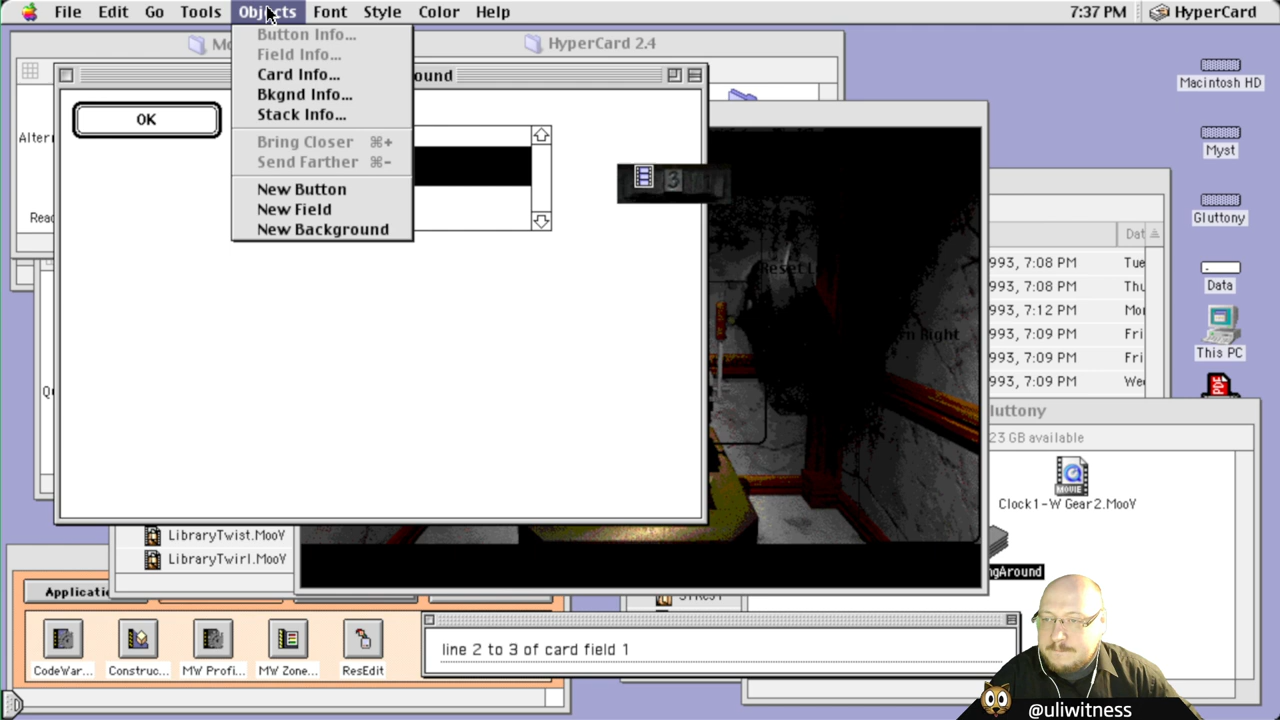 File Edit Go Tools Objects Font Style Color Help 7:37 PM HyperCard
HyperCard 2.4
ound
Button Info...
Field Info...
Card Info...
Bkgnd Info...
Stack Info...
Bring Closer ⌘+
Send Farther ⌘-
New Button
New Field
New Background
OK
Macintosh HD
Myst
Gluttony
Data
This PC
3
993, 7:08 PM Tue
993, 7:08 PM Thu
993, 7:12 PM
993, 7:09 PM Fri
993, 7:09 PM Fri
993, 7:09 PM
n Right
luttony
23 GB available
MOVIE
Clock1-W Gear2.MooV
ngAround
LibraryTwist.MooV
LibraryTwirl.MooV
CodeWar...
Construc...
MW Profi...
MW Zone...
ResEdit
line 2 to 3 of card field 1
@uliwitness